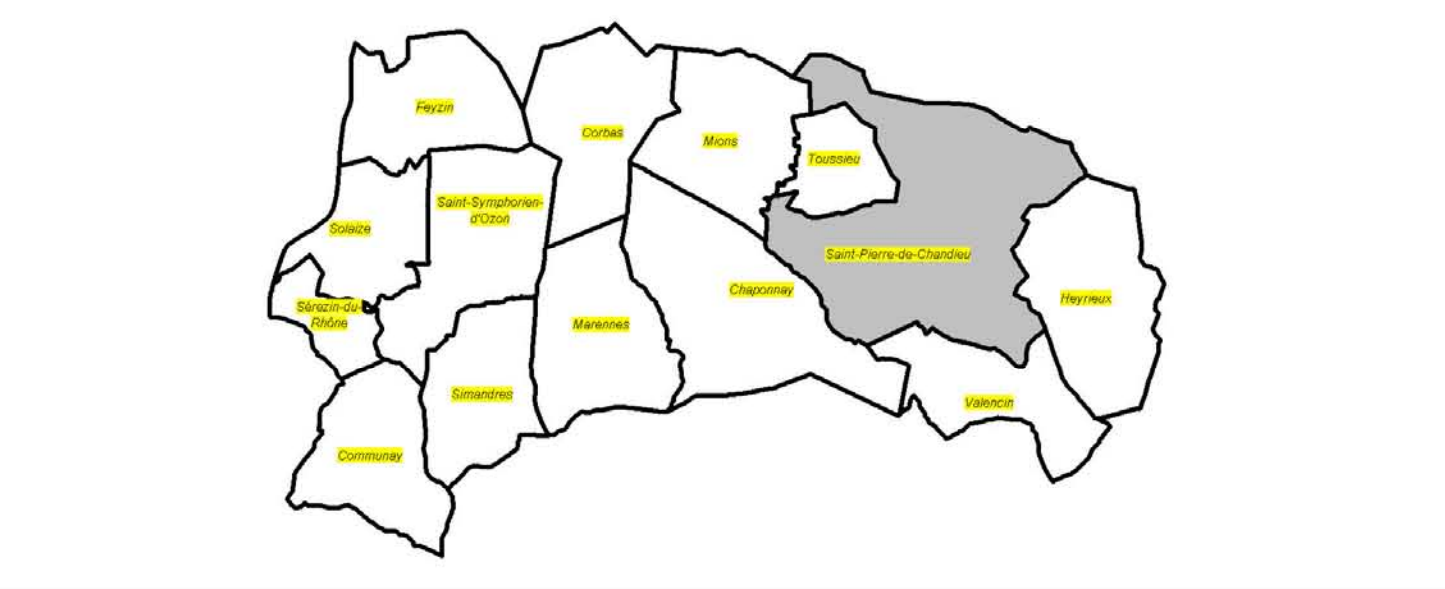 Feyzin
Corbas
Mions
Toussieu
Saint-Symphorien-
d'Ozon
Solaize
Saint-Pierre-de-Chandieu
Chaponnay
Heyrieux
Sérezin-du-
Rhône
Marennes
Simandres
Valencin
Communay